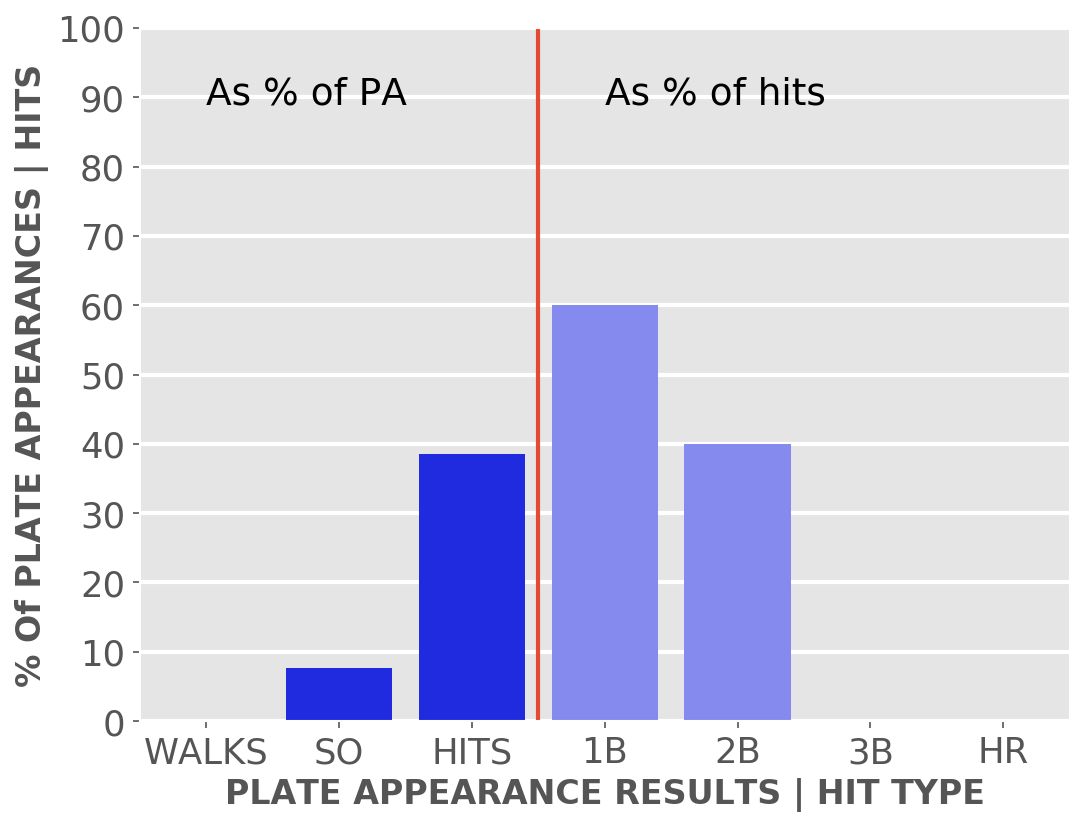 % Of PLATE APPEARANCES | HITS
100
90
80
70
60
50
40
30
20
10
0
As % of PA
As % of hits
WALKS SO HITS 1B 2B 3B HR
PLATE APPEARANCE RESULTS | HIT TYPE